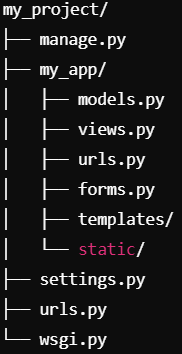 my_project/
├── manage.py
├── my_app/
│   ├── models.py
│   ├── views.py
│   ├── urls.py
│   ├── forms.py
│   ├── templates/
│   └── static/
├── settings.py
├── urls.py
└── wsgi.py